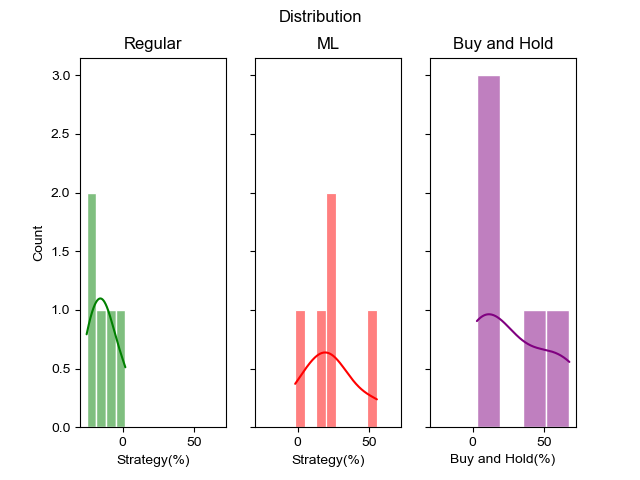 Distribution
Regular
ML
Buy and Hold
3.0
2.5
2.0
1.5
1.0
0.5
0.0
Count
0
50
0
50
0
50
Strategy(%)
Strategy(%)
Buy and Hold(%)